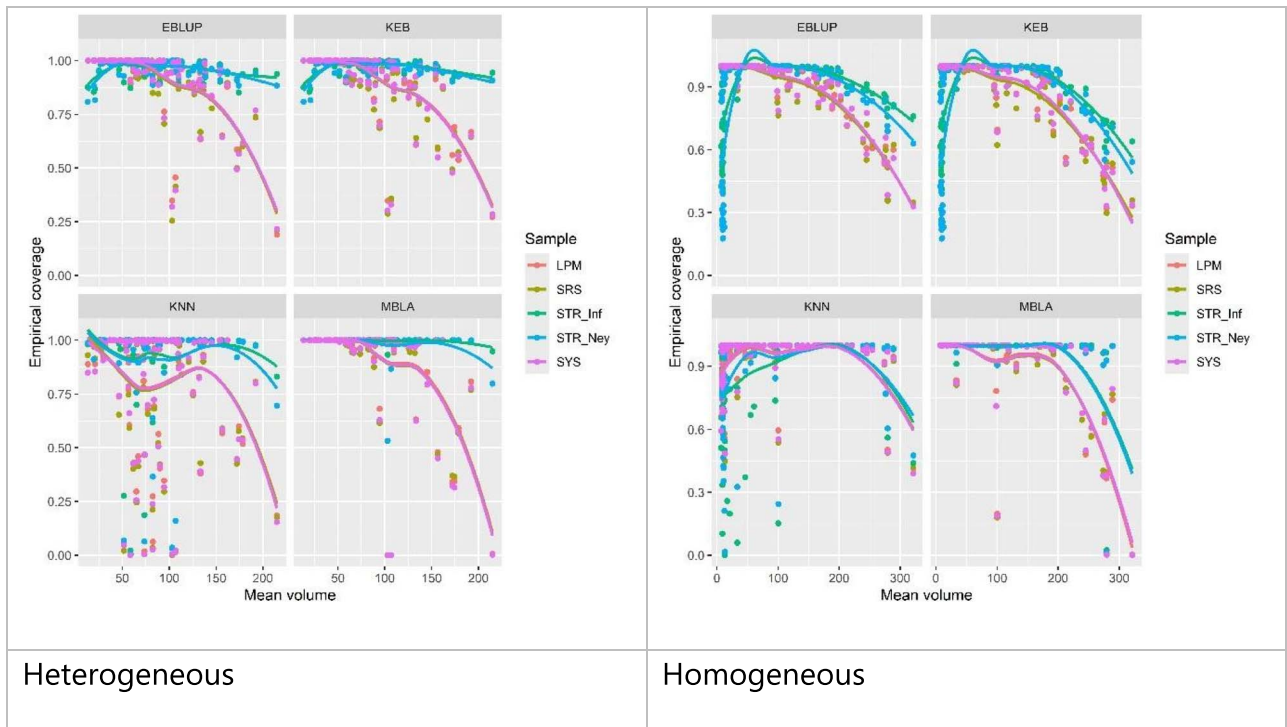 EBLUP
KEB
1.00
0.75
0.50
0.25
0.00
KNN
MBLA
1.00
0.75
0.50
0.25
0.00
50
100
150
200
50
100
150
200
Empirical coverage
Mean volume
Sample
LPM
SRS
STR_Inf
STR_Ney
SYS
EBLUP
KEB
0.9
0.6
0.3
0.0
KNN
MBLA
0.9
0.6
0.3
0.0
0
100
200
300
0
100
200
300
Empirical coverage
Mean volume
Sample
LPM
SRS
STR_Inf
STR_Ney
SYS
Heterogeneous
Homogeneous